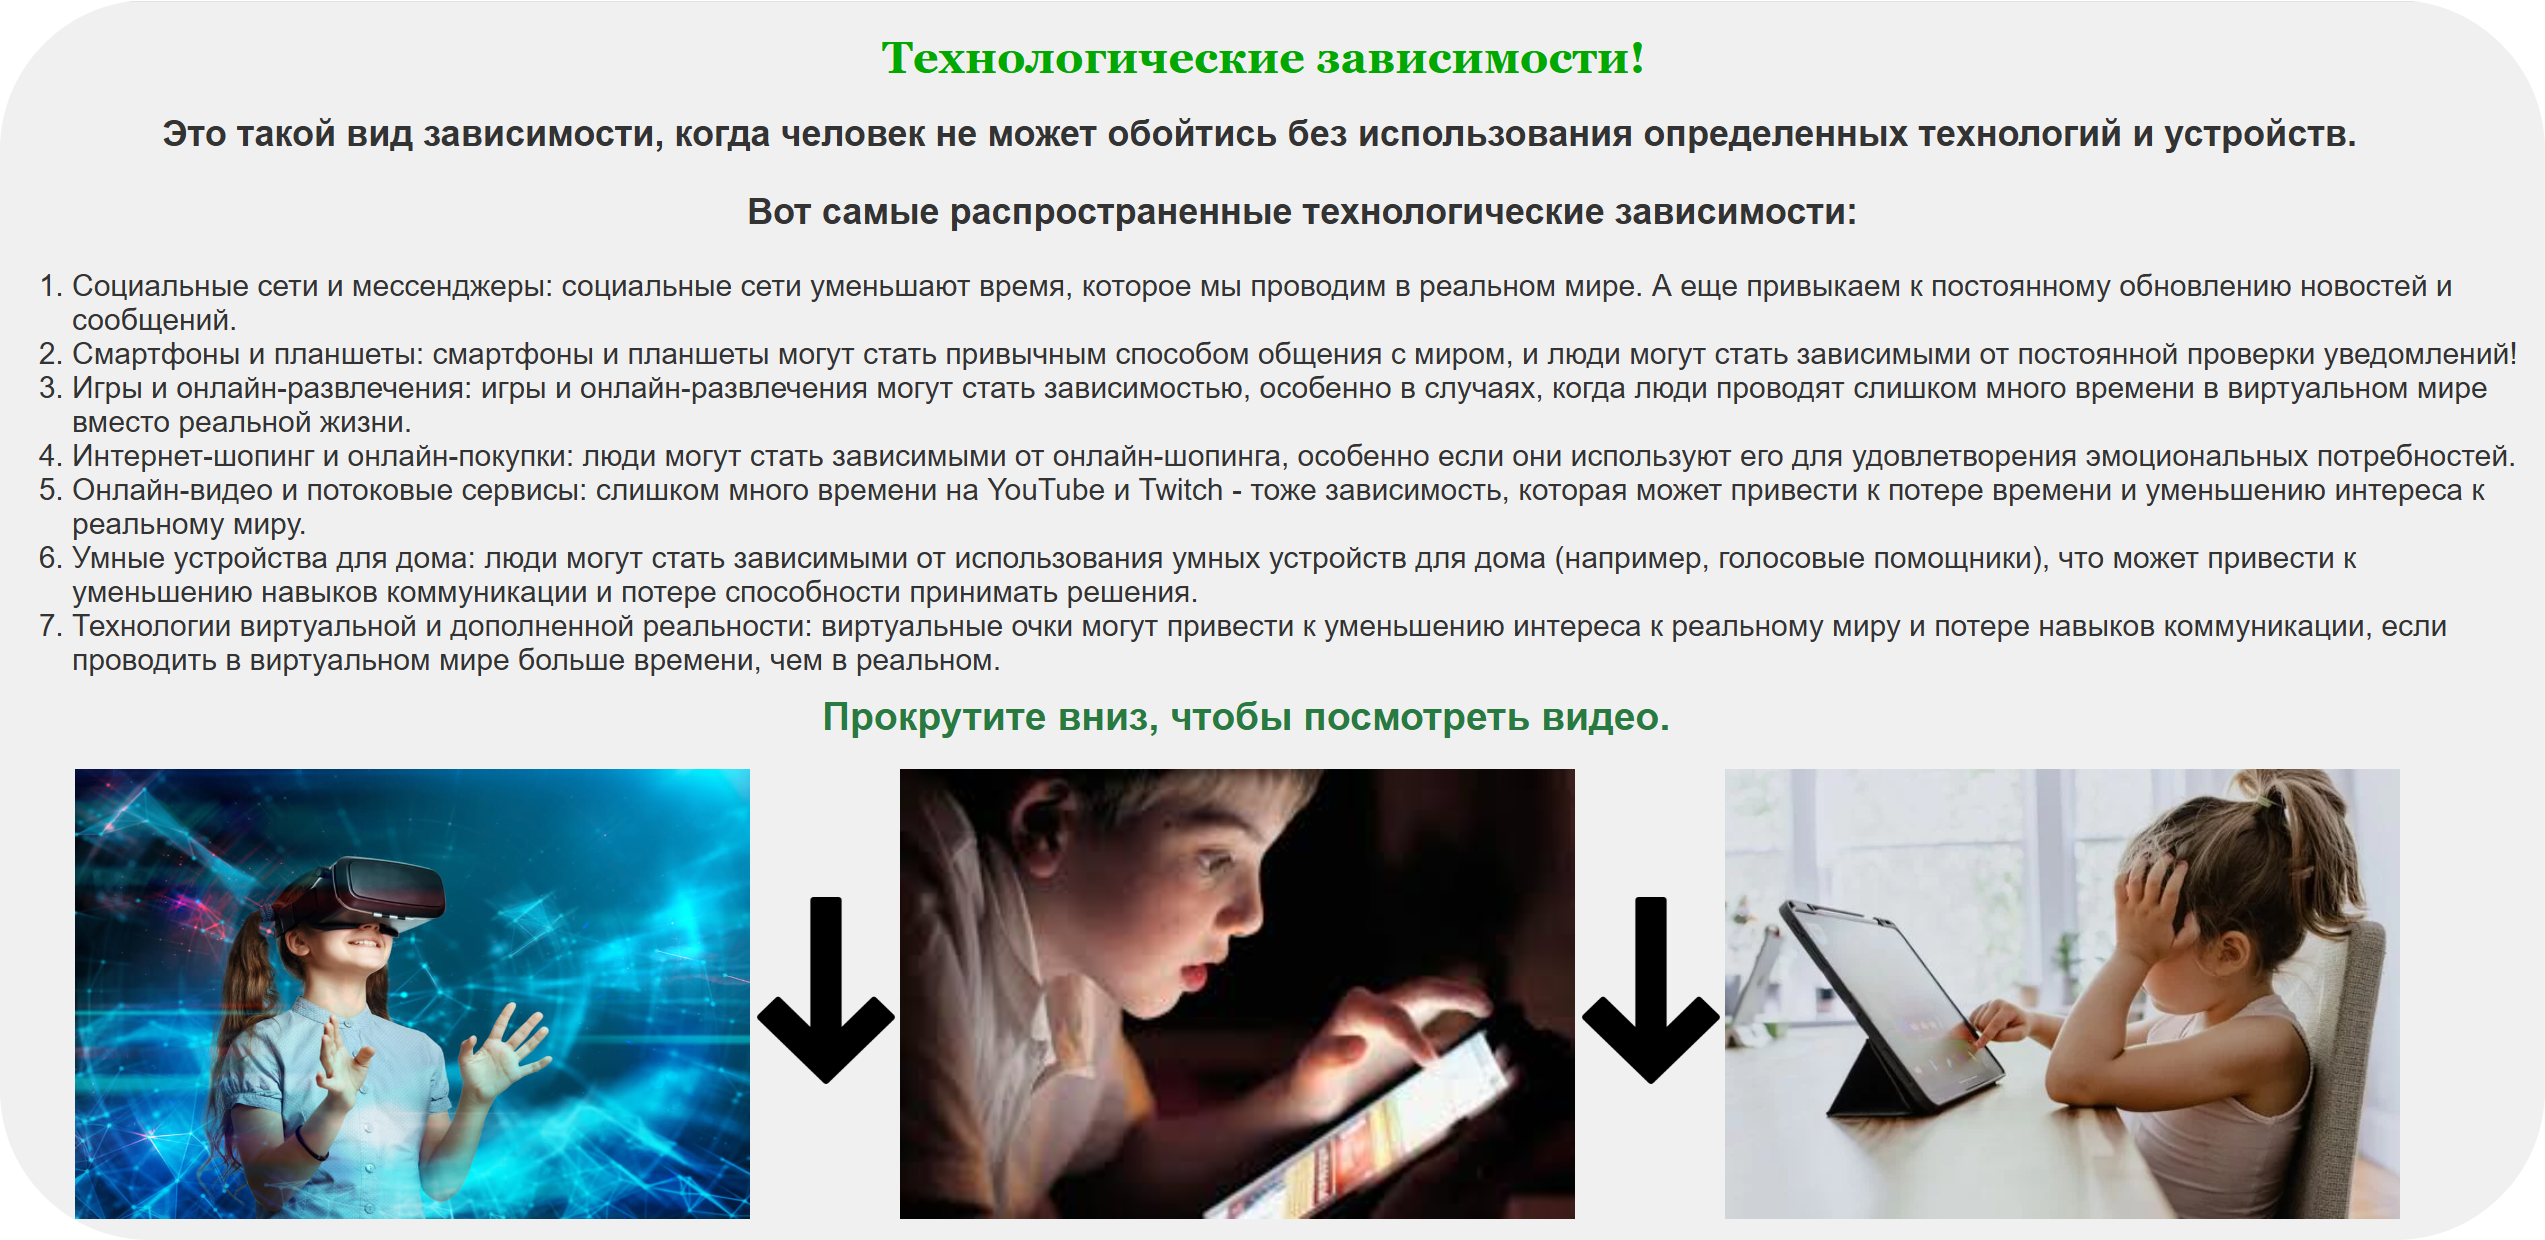 Технологические зависимости!
Это такой вид зависимости, когда человек не может обойтись без использования определенных технологий и устройств.
Вот самые распространенные технологические зависимости:
1. Социальные сети и мессенджеры: социальные сети уменьшают время, которое мы проводим в реальном мире. А еще привыкаем к постоянному обновлению новостей и
сообщений.
2. Смартфоны и планшеты: смартфоны и планшеты могут стать привычным способом общения с миром, и люди могут стать зависимыми от постоянной проверки уведомлений!
3. Игры и онлайн-развлечения: игры и онлайн-развлечения могут стать зависимостью, особенно в случаях, когда люди проводят слишком много времени в виртуальном мире
вместо реальной жизни.
4. Интернет-шопинг и онлайн-покупки: люди могут стать зависимыми от онлайн-шопинга, особенно если они используют его для удовлетворения эмоциональных потребностей.
5. Онлайн-видео и потоковые сервисы: слишком много времени на YouTube и Twitch - тоже зависимость, которая может привести к потере времени и уменьшению интереса к
реальному миру.
6. Умные устройства для дома: люди могут стать зависимыми от использования умных устройств для дома (например, голосовые помощники), что может привести к
уменьшению навыков коммуникации и потере способности принимать решения.
7. Технологии виртуальной и дополненной реальности: виртуальные очки могут привести к уменьшению интереса к реальному миру и потере навыков коммуникации, если
проводить в виртуальном мире больше времени, чем в реальном.
Прокрутите вниз, чтобы посмотреть видео.